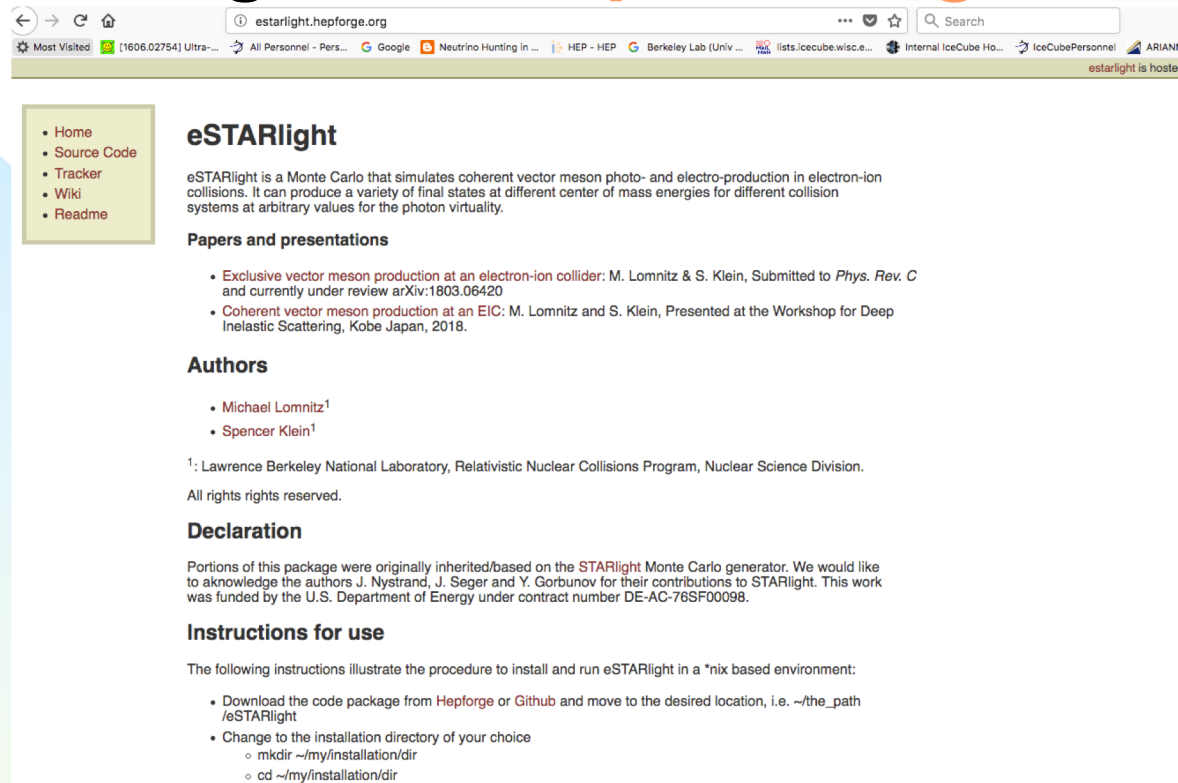 estarlight.hepforge.org
Search
Most Visited [1606.02754] Ultra-... All Personnel - Pers... Google Neutrino Hunting in ... HEP - HEP Berkeley Lab (Univ ... lists.icecube.wisc.e... Internal IceCube Ho... IceCubePersonnel ARIANN
estarlight is hoste
Home
Source Code
Tracker
Wiki
Readme
eSTARlight
eSTARlight is a Monte Carlo that simulates coherent vector meson photo- and electro-production in electron-ion
collisions. It can produce a variety of final states at different center of mass energies for different collision
systems at arbitrary values for the photon virtuality.
Papers and presentations
• Exclusive vector meson production at an electron-ion collider: M. Lomnitz & S. Klein, Submitted to Phys. Rev. C
and currently under review arXiv:1803.06420
• Coherent vector meson production at an EIC: M. Lomnitz and S. Klein, Presented at the Workshop for Deep
Inelastic Scattering, Kobe Japan, 2018.
Authors
• Michael Lomnitz1
• Spencer Klein1
1: Lawrence Berkeley National Laboratory, Relativistic Nuclear Collisions Program, Nuclear Science Division.
All rights rights reserved.
Declaration
Portions of this package were originally inherited/based on the STARlight Monte Carlo generator. We would like
to aknowledge the authors J. Nystrand, J. Seger and Y. Gorbunov for their contributions to STARlight. This work
was funded by the U.S. Department of Energy under contract number DE-AC-76SF00098.
Instructions for use
The following instructions illustrate the procedure to install and run eSTARlight in a *nix based environment:
• Download the code package from Hepforge or Github and move to the desired location, i.e. ~/the_path
/eSTARlight
• Change to the installation directory of your choice
○ mkdir ~/my/installation/dir
○ cd ~/my/installation/dir